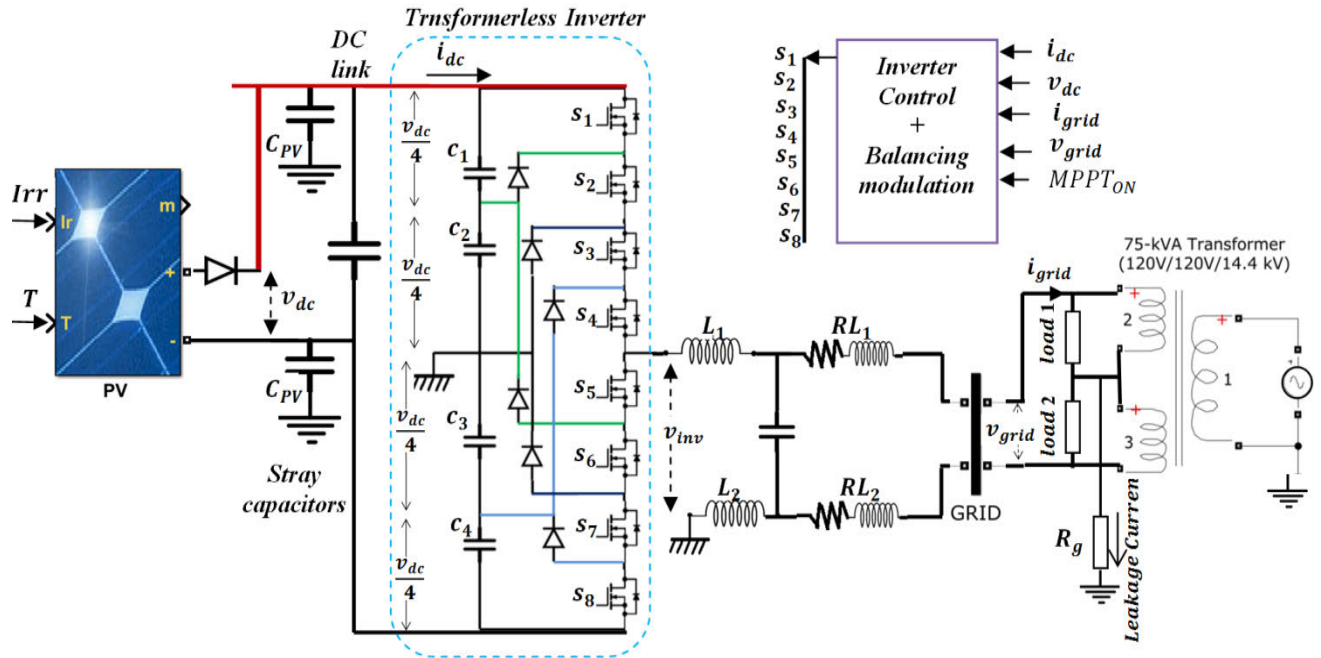 Trnsformerless Inverter
DC
link
i_dc
C_PV
v_dc
4
v_dc
4
v_dc
4
v_dc
4
c_1
c_2
c_3
c_4
s_1
s_2
s_3
s_4
s_5
s_6
s_7
s_8
Irr
T
Ir
T
m
+
-
PV
v_dc
C_PV
Stray
capacitors
s_1
s_2
s_3
s_4
s_5
s_6
s_7
s_8
Inverter
Control
+
Balancing
modulation
i_dc
v_dc
i_grid
v_grid
MPPT_ON
L_1
RL_1
v_inv
L_2
RL_2
GRID
v_grid
i_grid
load 1
load 2
75-kVA Transformer
(120V/120V/14.4 kV)
+
2
+
3
+
1
+
R_g
Leakage Curren